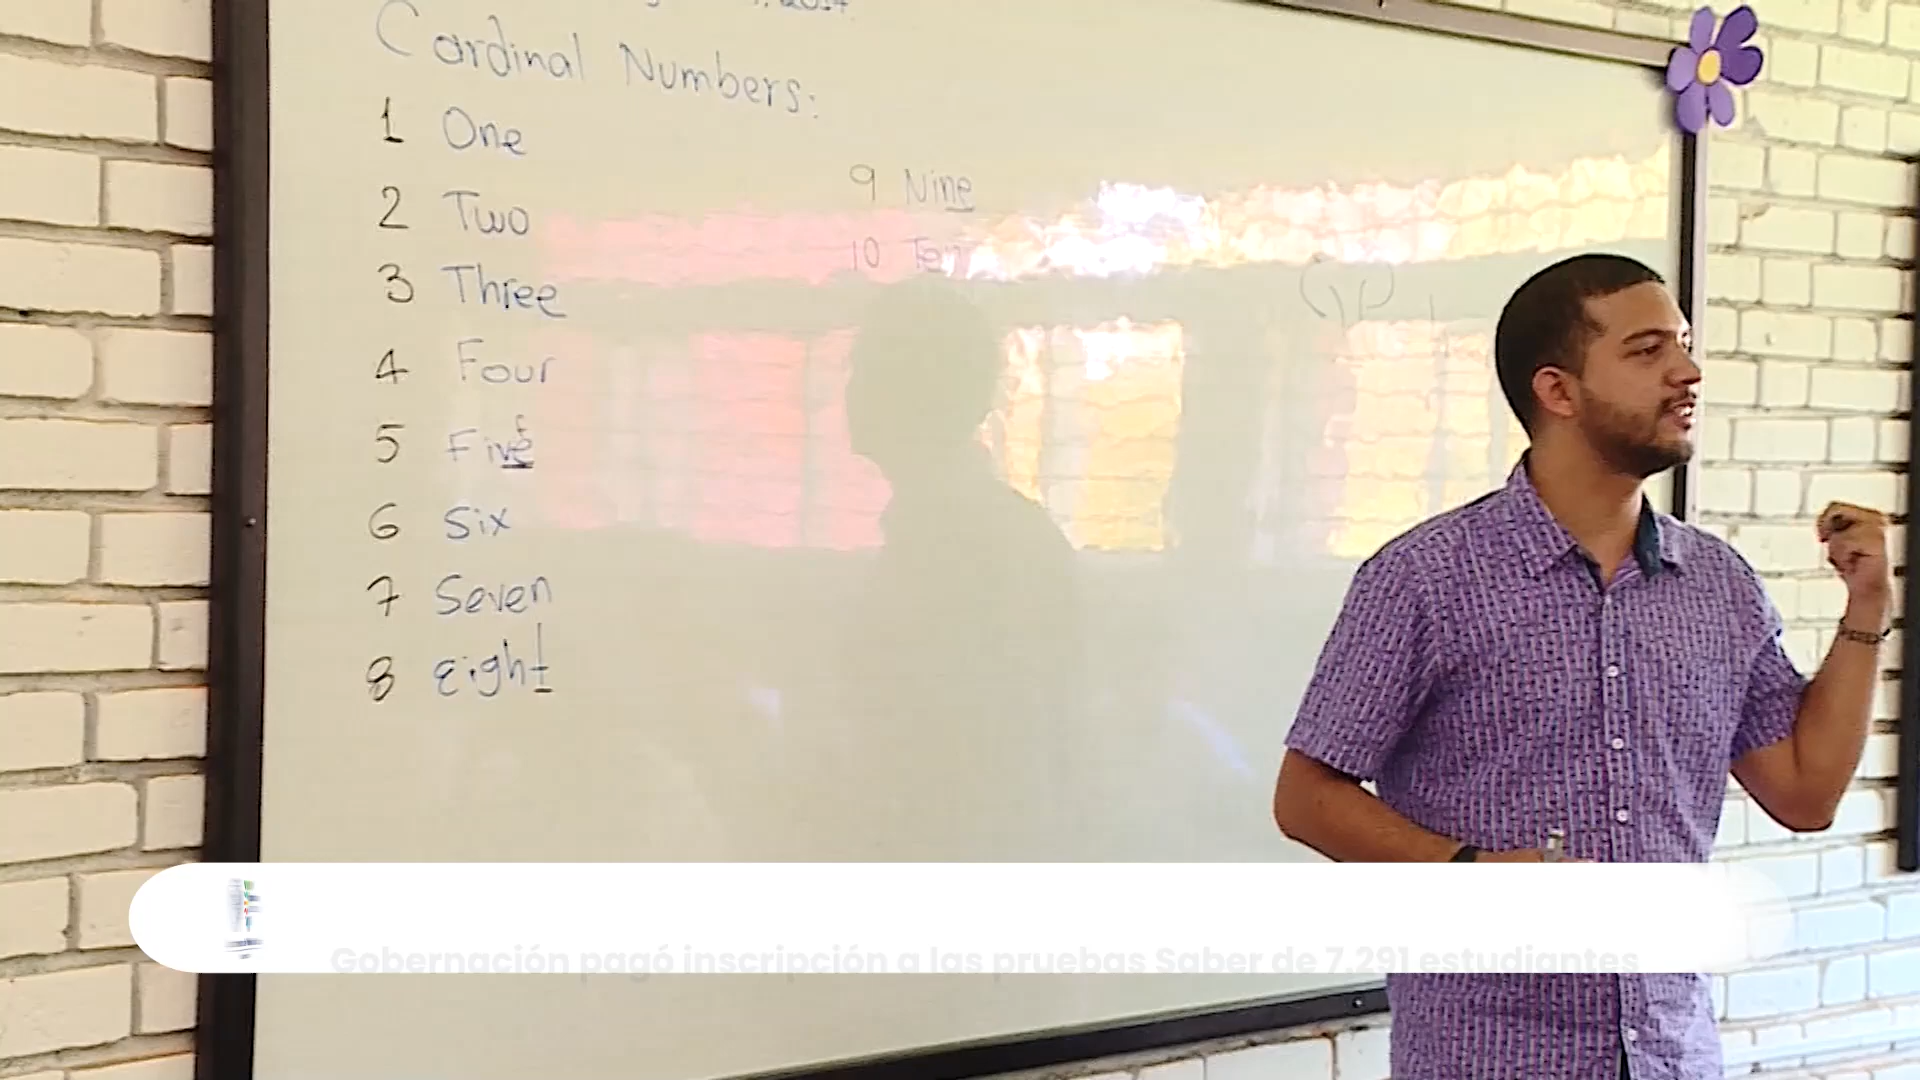 Cardinal Numbers:
1 One
2 Two
3 Three
4 Four
5 Five
f
6 Six
7 Seven
8 eight
9 Nine
10 Ten
Gobernación pagó inscripción a las pruebas Saber de 7.291 estudiantes